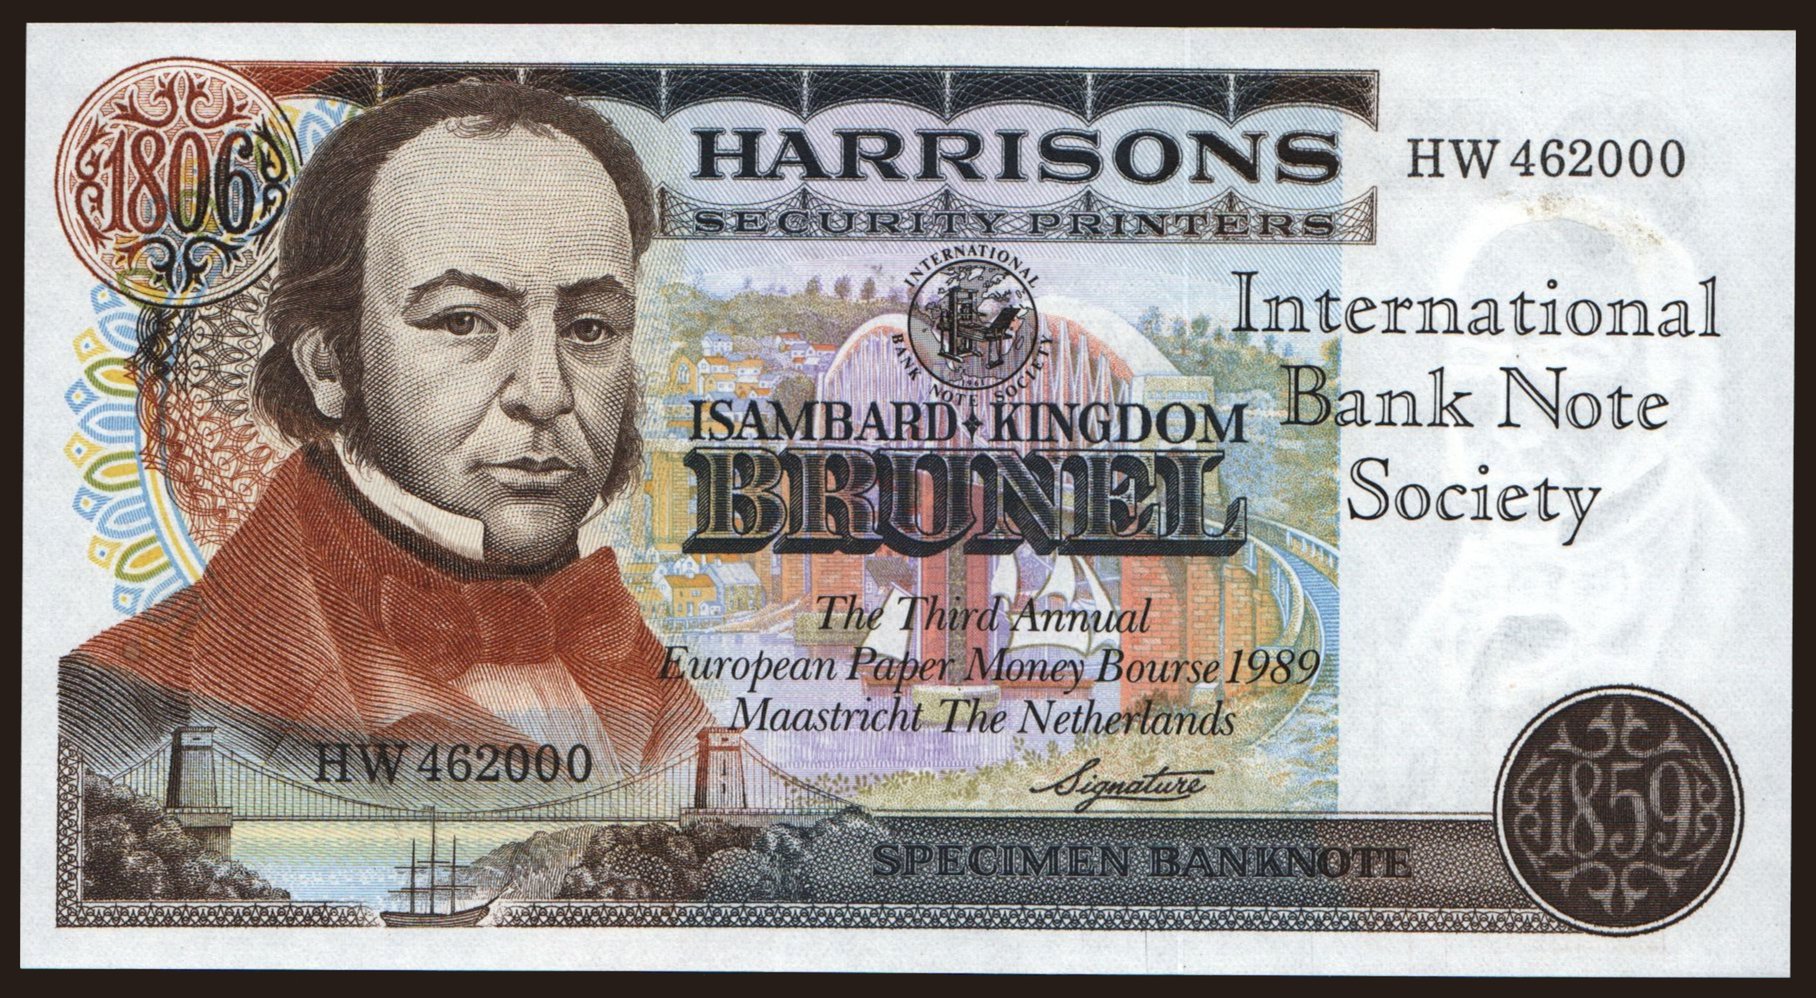 1806
HARRISONS
HW 462000
SECURITY PRINTERS
INTERNATIONAL
BANK NOTE SOCIETY
1961
International
Bank Note
Society
ISAMBARD KINGDOM
BRUNEL
The Third Annual
European Paper Money Bourse 1989
Maastricht The Netherlands
HW 462000
Signature
SPECIMEN BANKNOTE
1859